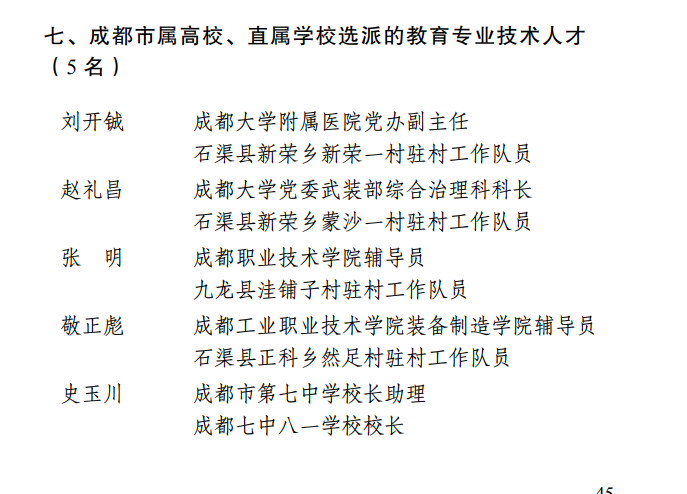 七、成都市属高校、直属学校选派的教育专业技术人才
（5名）
刘开铖 成都大学附属医院党办副主任
石渠县新荣乡新荣一村驻村工作队员
赵礼昌 成都大学党委武装部综合治理科科长
石渠县新荣乡蒙沙一村驻村工作队员
张 明 成都职业技术学院辅导员
九龙县洼铺子村驻村工作队员
敬正彪 成都工业职业技术学院装备制造学院辅导员
石渠县正科乡然足村驻村工作队员
史玉川 成都市第七中学校长助理
成都七中八一学校校长
45